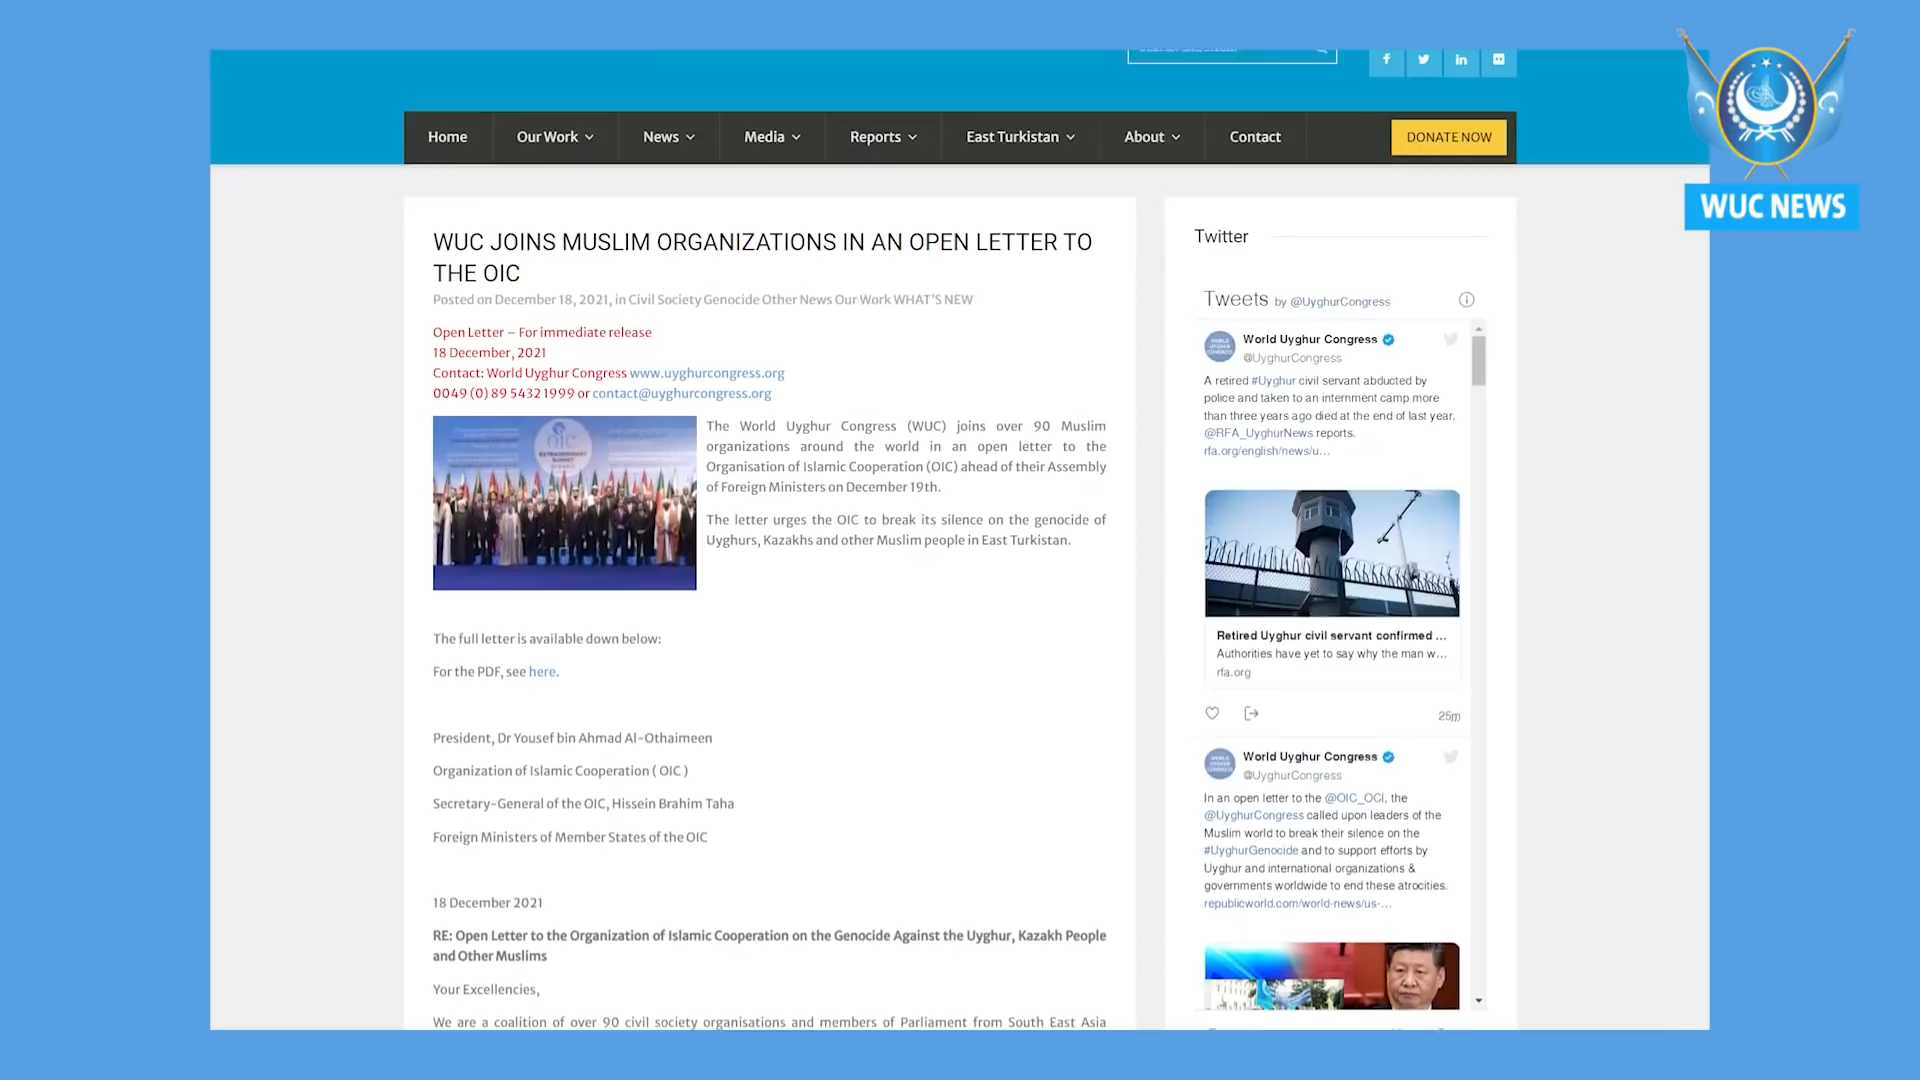 Home
Our Work
News
Media
Reports
East Turkistan
About
Contact
DONATE NOW
WUC NEWS
WUC JOINS MUSLIM ORGANIZATIONS IN AN OPEN LETTER TO
THE OIC
Posted on December 18, 2021, in Civil Society Genocide Other News Our Work WHAT'S NEW
Open Letter – For immediate release
18 December, 2021
Contact: World Uyghur Congress www.uyghurcongress.org
0049 (0) 89 54321999 or contact@uyghurcongress.org
oic
EXTRAORDINARY
SUMMIT
The World Uyghur Congress (WUC) joins over 90 Muslim
organizations around the world in an open letter to the
Organisation of Islamic Cooperation (OIC) ahead of their Assembly
of Foreign Ministers on December 19th.
The letter urges the OIC to break its silence on the genocide of
Uyghurs, Kazakhs and other Muslim people in East Turkistan.
The full letter is available down below:
For the PDF, see here.
President, Dr Yousef bin Ahmad Al-Othaimeen
Organization of Islamic Cooperation ( OIC )
Secretary-General of the OIC, Hissein Brahim Taha
Foreign Ministers of Member States of the OIC
18 December 2021
RE: Open Letter to the Organization of Islamic Cooperation on the Genocide Against the Uyghur, Kazakh People
and Other Muslims
Your Excellencies,
We are a coalition of over 90 civil society organisations and members of Parliament from South East Asia
Twitter
Tweets by @UyghurCongress
World Uyghur Congress
@UyghurCongress
A retired #Uyghur civil servant abducted by
police and taken to an internment camp more
than three years ago died at the end of last year,
@RFA_UyghurNews reports.
rfa.org/english/news/u…
Retired Uyghur civil servant confirmed ...
Authorities have yet to say why the man w...
rfa.org
25m
World Uyghur Congress
@UyghurCongress
In an open letter to the @OIC_OCI, the
@UyghurCongress called upon leaders of the
Muslim world to break their silence on the
#UyghurGenocide and to support efforts by
Uyghur and international organizations &
governments worldwide to end these atrocities.
republicworld.com/world-news/us-…